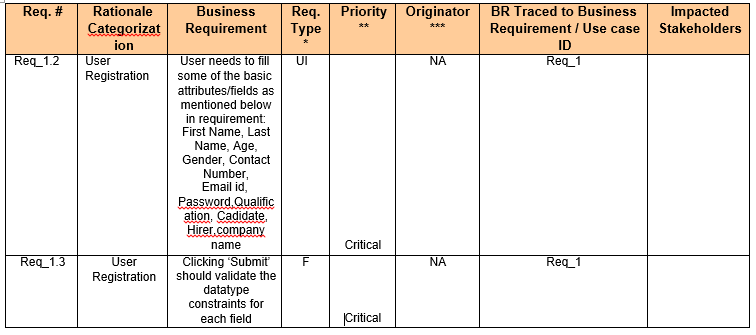 Req. # Rationale Business Req. Priority Originator BR Traced to Business Impacted
Categorizat Requirement Type ** *** Requirement / Use case Stakeholders
ion * ID
Req_1.2 User User needs to fill UI NA Req_1
Registration some of the basic
attributes/fields as
mentioned below
in requirement:
First Name, Last
Name, Age,
Gender, Contact
Number,
Email id,
Password,Qualific
ation, Cadidate,
Hirer,company
name Critical
Req_1.3 User Clicking ‘Submit’ F NA Req_1
Registration should validate the
datatype
constraints for
each field Critical